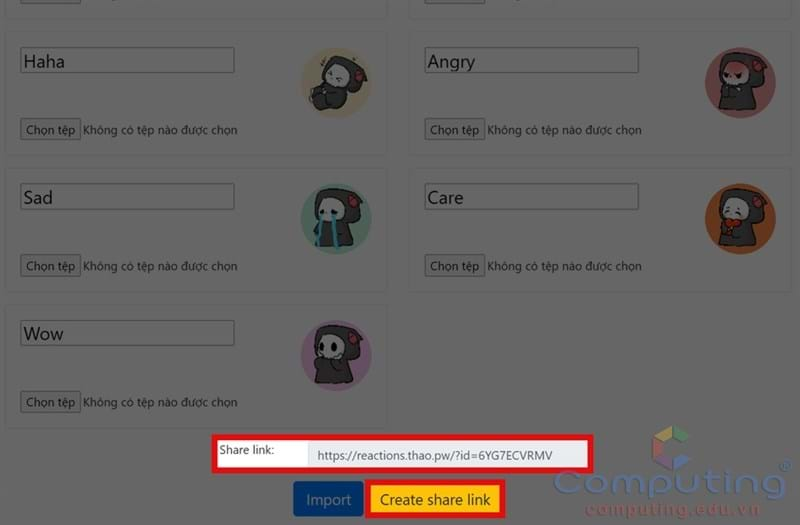 Haha
Angry
Chọn tệp Không có tệp nào được chọn
Chọn tệp Không có tệp nào được chọn
Sad
Care
Chọn tệp Không có tệp nào được chọn
Chọn tệp Không có tệp nào được chọn
Wow
Chọn tệp Không có tệp nào được chọn
Share link: https://reactions.thao.pw/?id=6YG7ECVRMV
Import Create share link
Computing®
computing.edu.vn